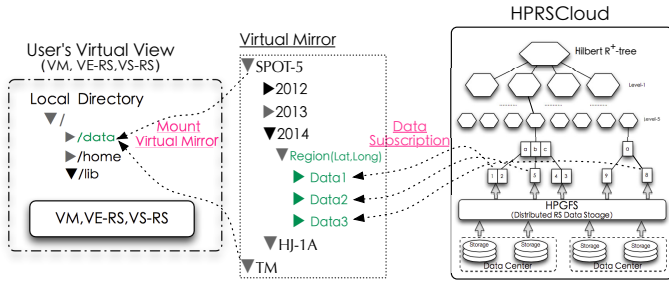 User's Virtual View
(VM, VE-RS,VS-RS)
Local Directory
/
/data
/home
/lib
VM,VE-RS,VS-RS
Mount
Virtual Mirror
Virtual Mirror
SPOT-5
2012
2013
2014
Region(Lat,Long)
Data1
Data2
Data3
HJ-1A
TM
Data
Subscription
HPRSCloud
Hilbert R+-tree
Level-1
Level-5
a b c
1 2
5
4 3
9
8
HPGFS
(Distributed RS Data Stoage)
Storage
Storage
Storage
Storage
Data Center
Data Center